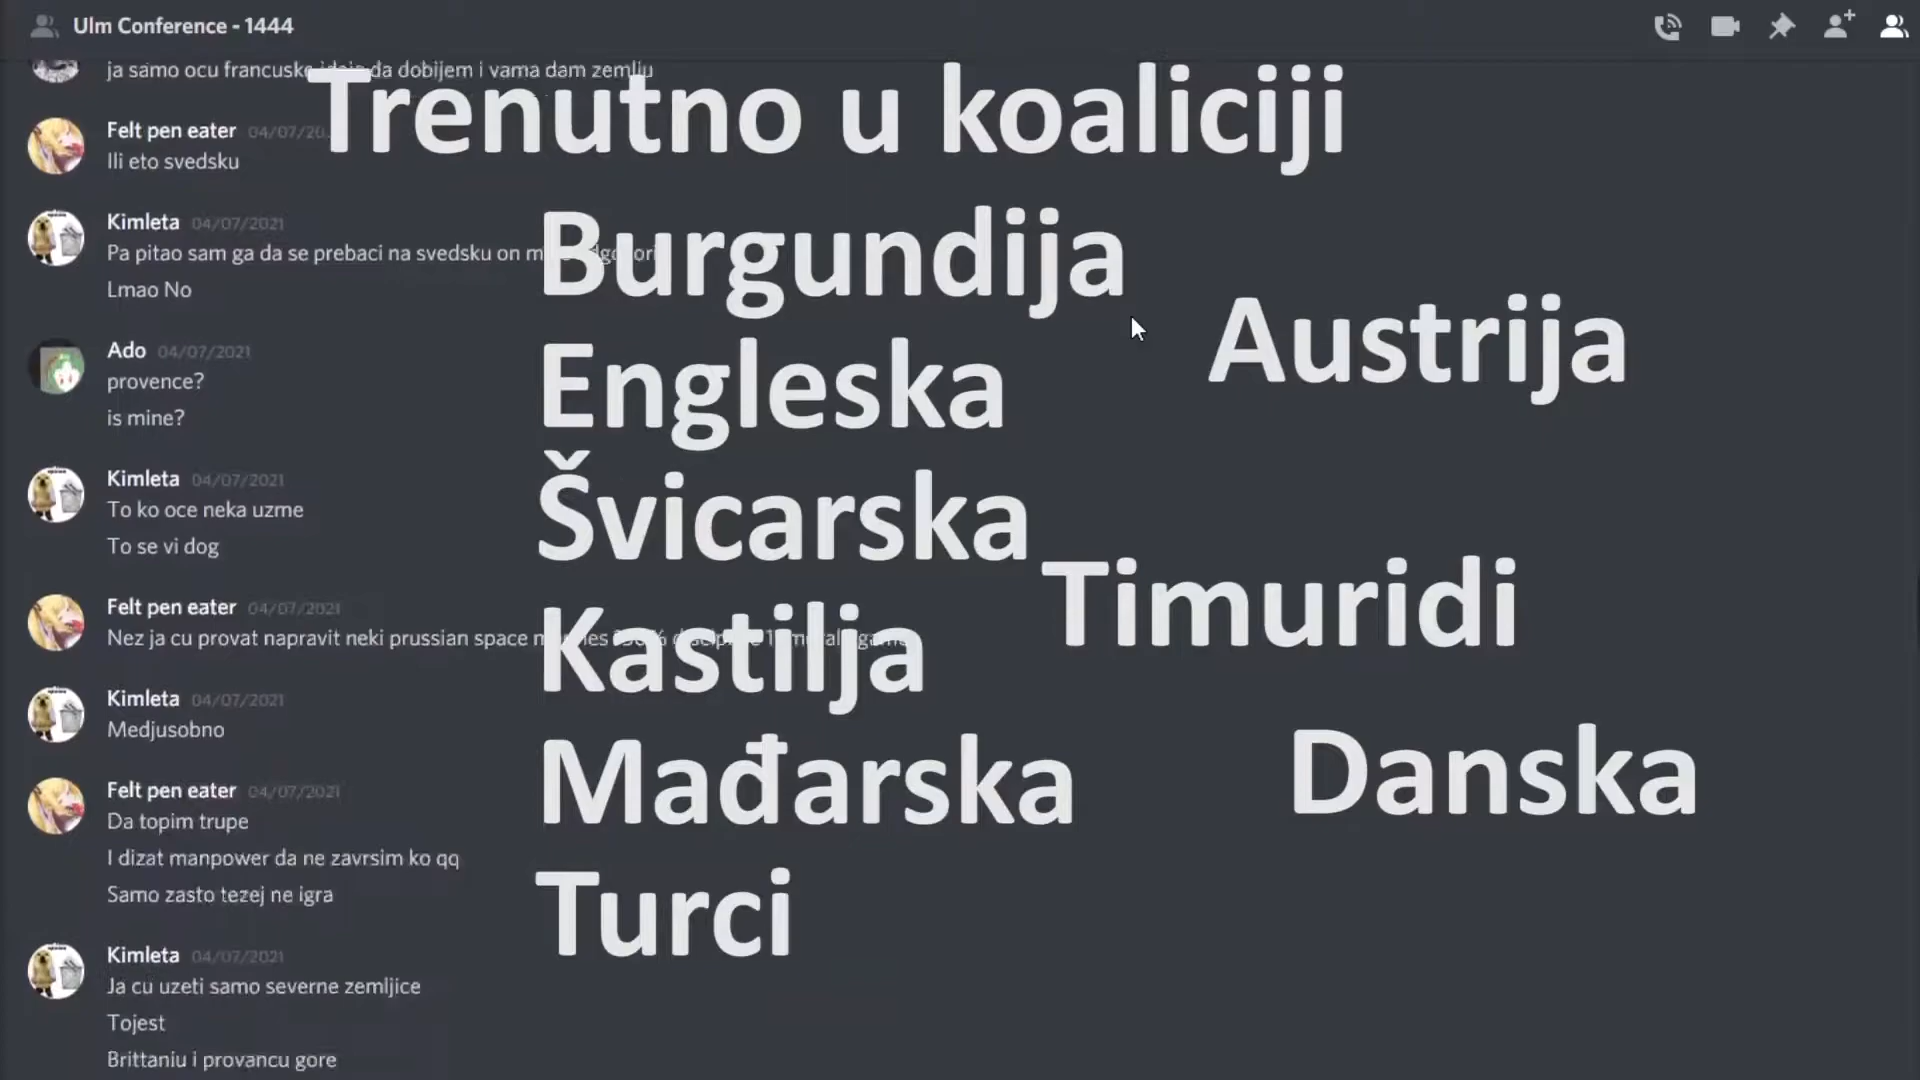 Ulm Conference - 1444
ja samo ocu francuske ideje da dobijem i vama dam zemlju
Trenutno u koaliciji
Felt pen eater 04/07/20
Ili eto svedsku
Kimleta 04/07/2021
Pa pitao sam ga da se prebaci na svedsku on
Lmao No
Burgundija
Austrija
Ado 04/07/2021
provence?
is mine?
Engleska
Kimleta 04/07/2021
To ko oce neka uzme
To se vi dog
Švicarska
Timuridi
Felt pen eater 04/07/2021
Nez ja cu provat napravit neki prussian space
Kastilja
Kimleta 04/07/2021
Medjusobno
Mađarska
Danska
Felt pen eater 04/07/2021
Da topim trupe
I dizat manpower da ne zavrsim ko qq
Samo zasto tezej ne igra
Turci
Kimleta 04/07/2021
Ja cu uzeti samo severne zemljice
Tojest
Brittaniu i provancu gore